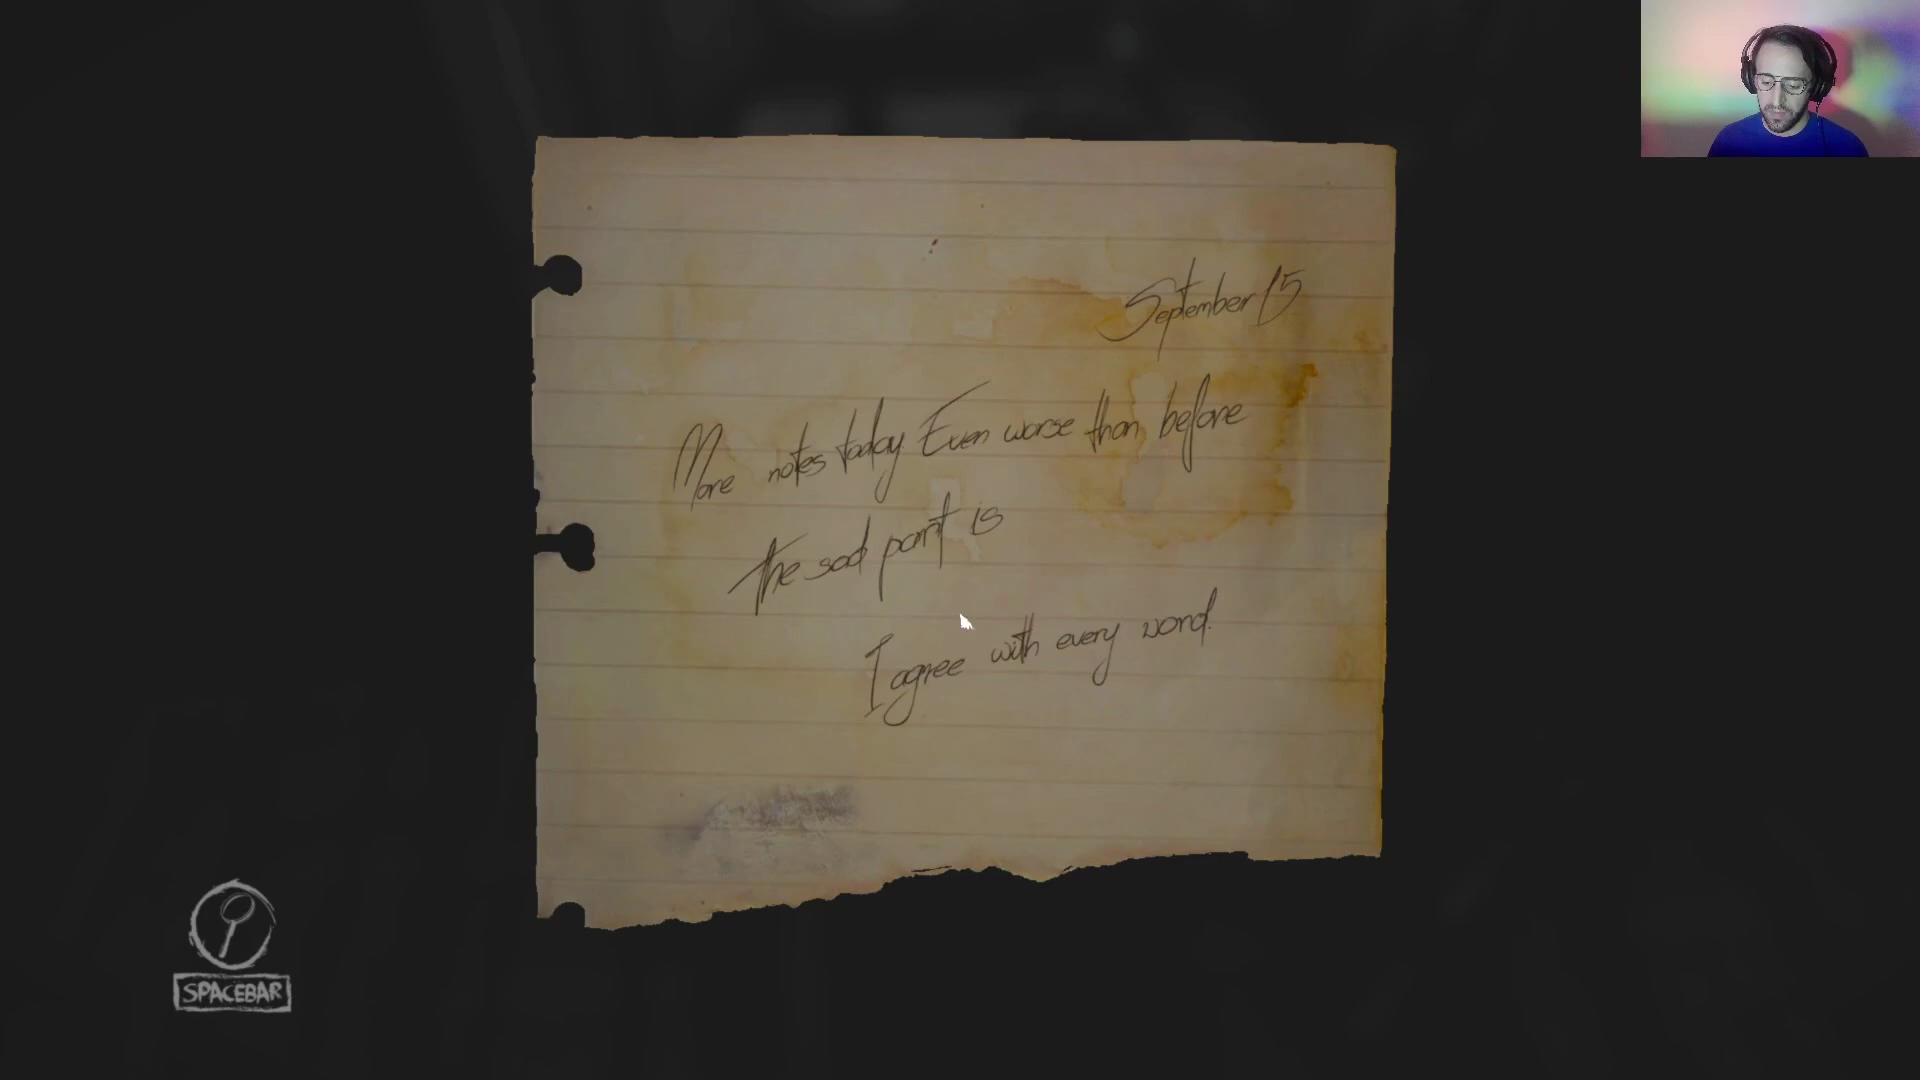 September 15
More notes today. Even worse than before
the sad part is
I agree with every word.
SPACEBAR